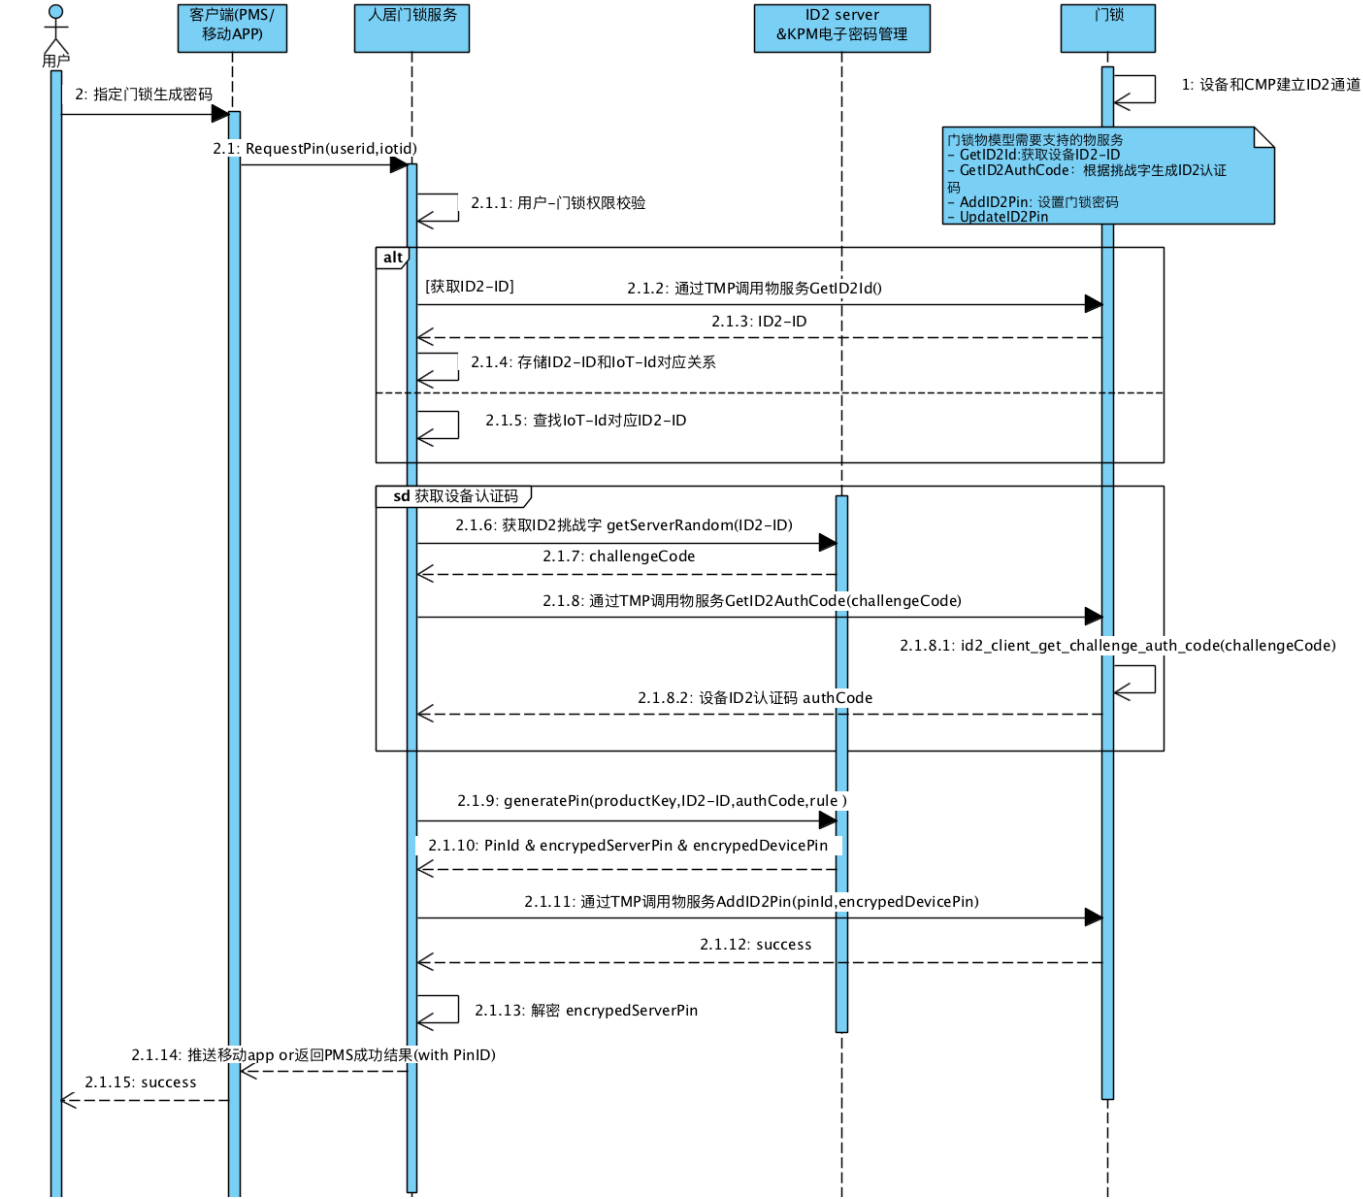 客户端(PMS/
移动APP)
人居门锁服务
ID2 server
&KPM电子密码管理
门锁
用户
1: 设备和CMP建立ID2通道
2: 指定门锁生成密码
门锁物模型需要支持的物服务
- GetID2Id:获取设备ID2-ID
- GetID2AuthCode: 根据挑战字生成ID2认证
码
- AddID2Pin: 设置门锁密码
- UpdateID2Pin
2.1: RequestPin(userid,iotid)
2.1.1: 用户-门锁权限校验
alt
[获取ID2-ID]
2.1.2: 通过TMP调用物服务GetID2Id()
2.1.3: ID2-ID
2.1.4: 存储ID2-ID和IoT-Id对应关系
2.1.5: 查找IoT-Id对应ID2-ID
sd 获取设备认证码
2.1.6: 获取ID2挑战字 getServerRandom(ID2-ID)
2.1.7: challengeCode
2.1.8: 通过TMP调用物服务GetID2AuthCode(challengeCode)
2.1.8.1: id2_client_get_challenge_auth_code(challengeCode)
2.1.8.2: 设备ID2认证码 authCode
2.1.9: generatePin(productKey,ID2-ID,authCode,rule )
2.1.10: PinId & encrypedServerPin & encrypedDevicePin
2.1.11: 通过TMP调用物服务AddID2Pin(pinId,encrypedDevicePin)
2.1.12: success
2.1.13: 解密 encrypedServerPin
2.1.14: 推送移动app or返回PMS成功结果(with PinID)
2.1.15: success